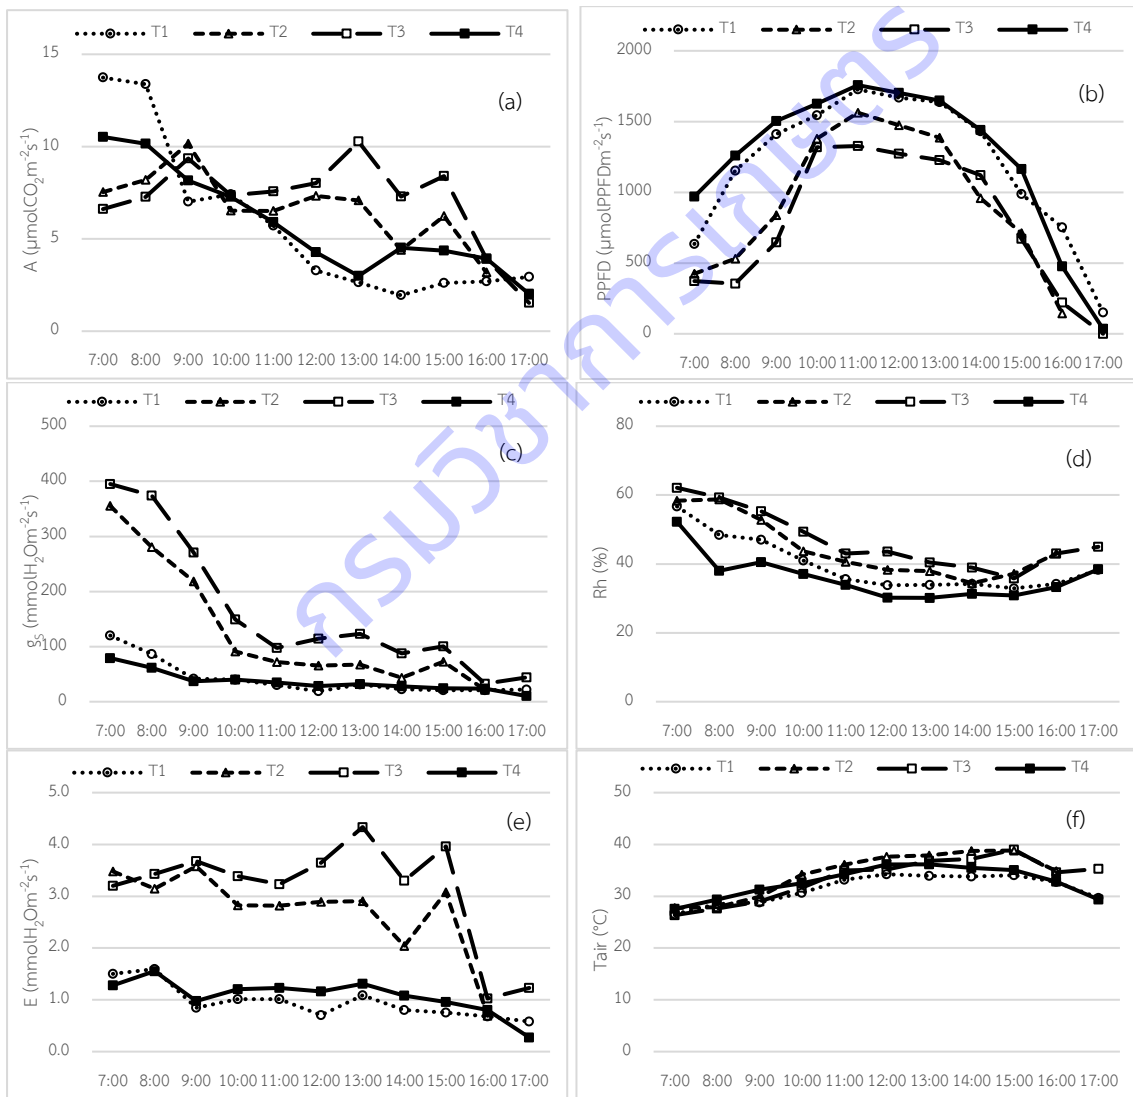 T1 T2 T3 T4
15
10
5
0
A (µmolCO2m-2s-1)
(a)
7:00 8:00 9:00 10:00 11:00 12:00 13:00 14:00 15:00 16:00 17:00
T1 T2 T3 T4
2000
1500
1000
500
0
PPFD (µmolPPFDm-2s-1)
(b)
7:00 8:00 9:00 10:00 11:00 12:00 13:00 14:00 15:00 16:00 17:00
T1 T2 T3 T4
500
400
300
200
100
0
gs (mmolH2Om-2s-1)
(c)
7:00 8:00 9:00 10:00 11:00 12:00 13:00 14:00 15:00 16:00 17:00
T1 T2 T3 T4
80
60
40
20
0
Rh (%)
(d)
7:00 8:00 9:00 10:00 11:00 12:00 13:00 14:00 15:00 16:00 17:00
T1 T2 T3 T4
5.0
4.0
3.0
2.0
1.0
0.0
E (mmolH2Om-2s-1)
(e)
7:00 8:00 9:00 10:00 11:00 12:00 13:00 14:00 15:00 16:00 17:00
T1 T2 T3 T4
50
40
30
20
10
0
Tair (°C)
(f)
7:00 8:00 9:00 10:00 11:00 12:00 13:00 14:00 15:00 16:00 17:00
กรมวิชาการเกษตร